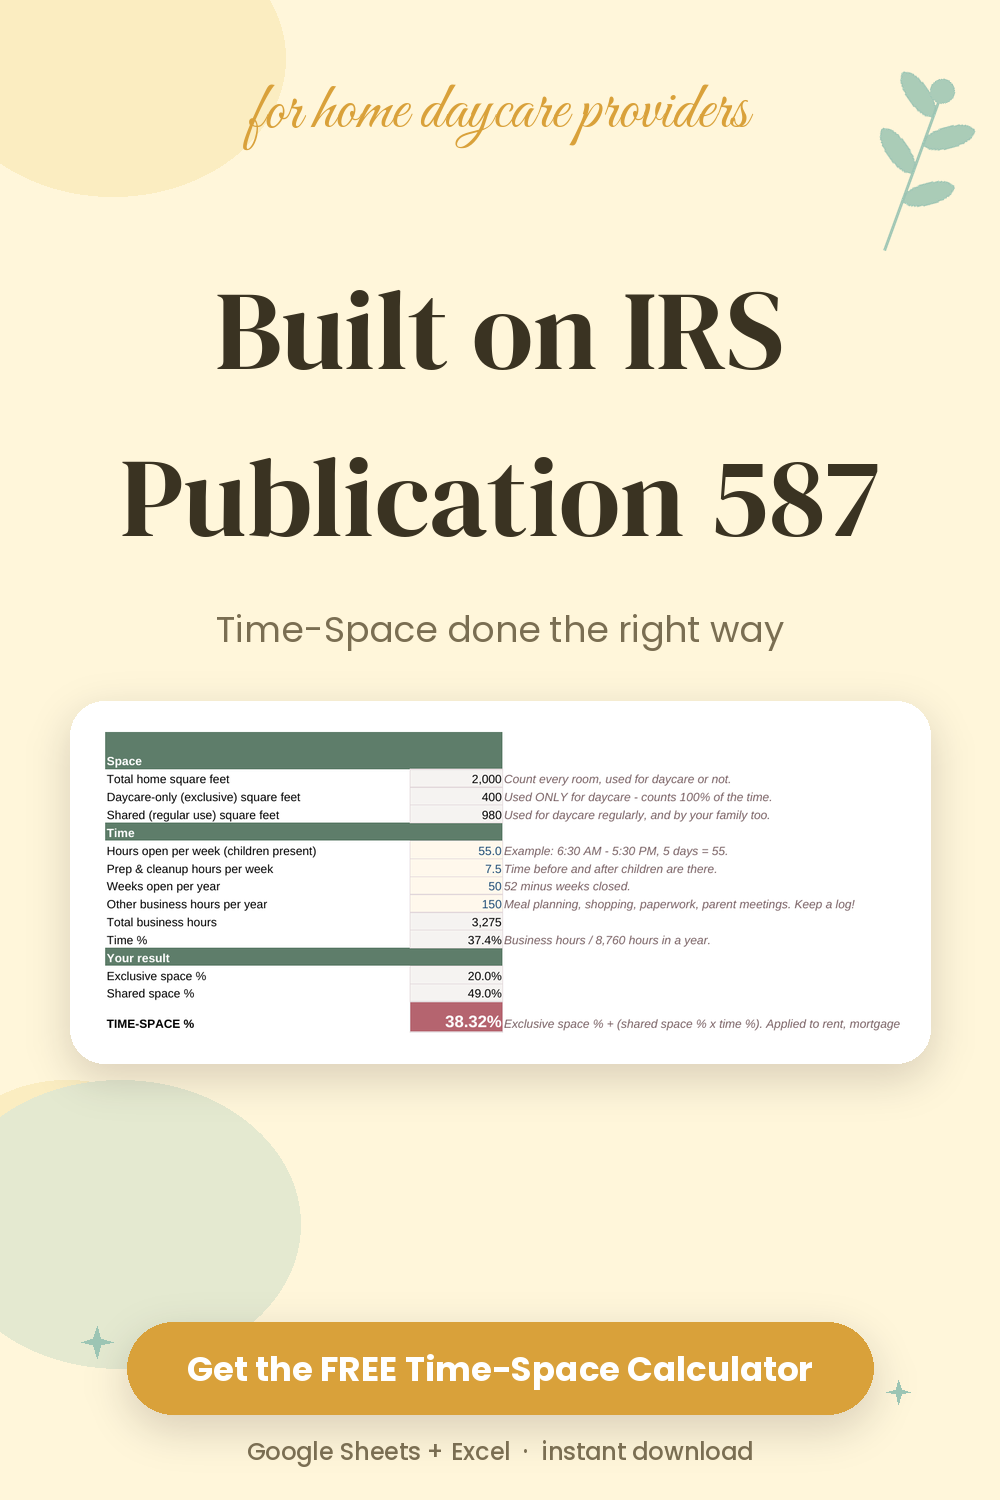 for home daycare providers
Built on IRS
Publication 587
Time-Space done the right way
Space
Total home square feet 2,000 Count every room, used for daycare or not.
Daycare-only (exclusive) square feet 400 Used ONLY for daycare - counts 100% of the time.
Shared (regular use) square feet 980 Used for daycare regularly, and by your family too.
Time
Hours open per week (children present) 55.0 Example: 6:30 AM - 5:30 PM, 5 days = 55.
Prep & cleanup hours per week 7.5 Time before and after children are there.
Weeks open per year 50 52 minus weeks closed.
Other business hours per year 150 Meal planning, shopping, paperwork, parent meetings. Keep a log!
Total business hours 3,275
Time % 37.4% Business hours / 8,760 hours in a year.
Your result
Exclusive space % 20.0%
Shared space % 49.0%
TIME-SPACE % 38.32% Exclusive space % + (shared space % x time %). Applied to rent, mortgage
Get the FREE Time-Space Calculator
Google Sheets + Excel · instant download